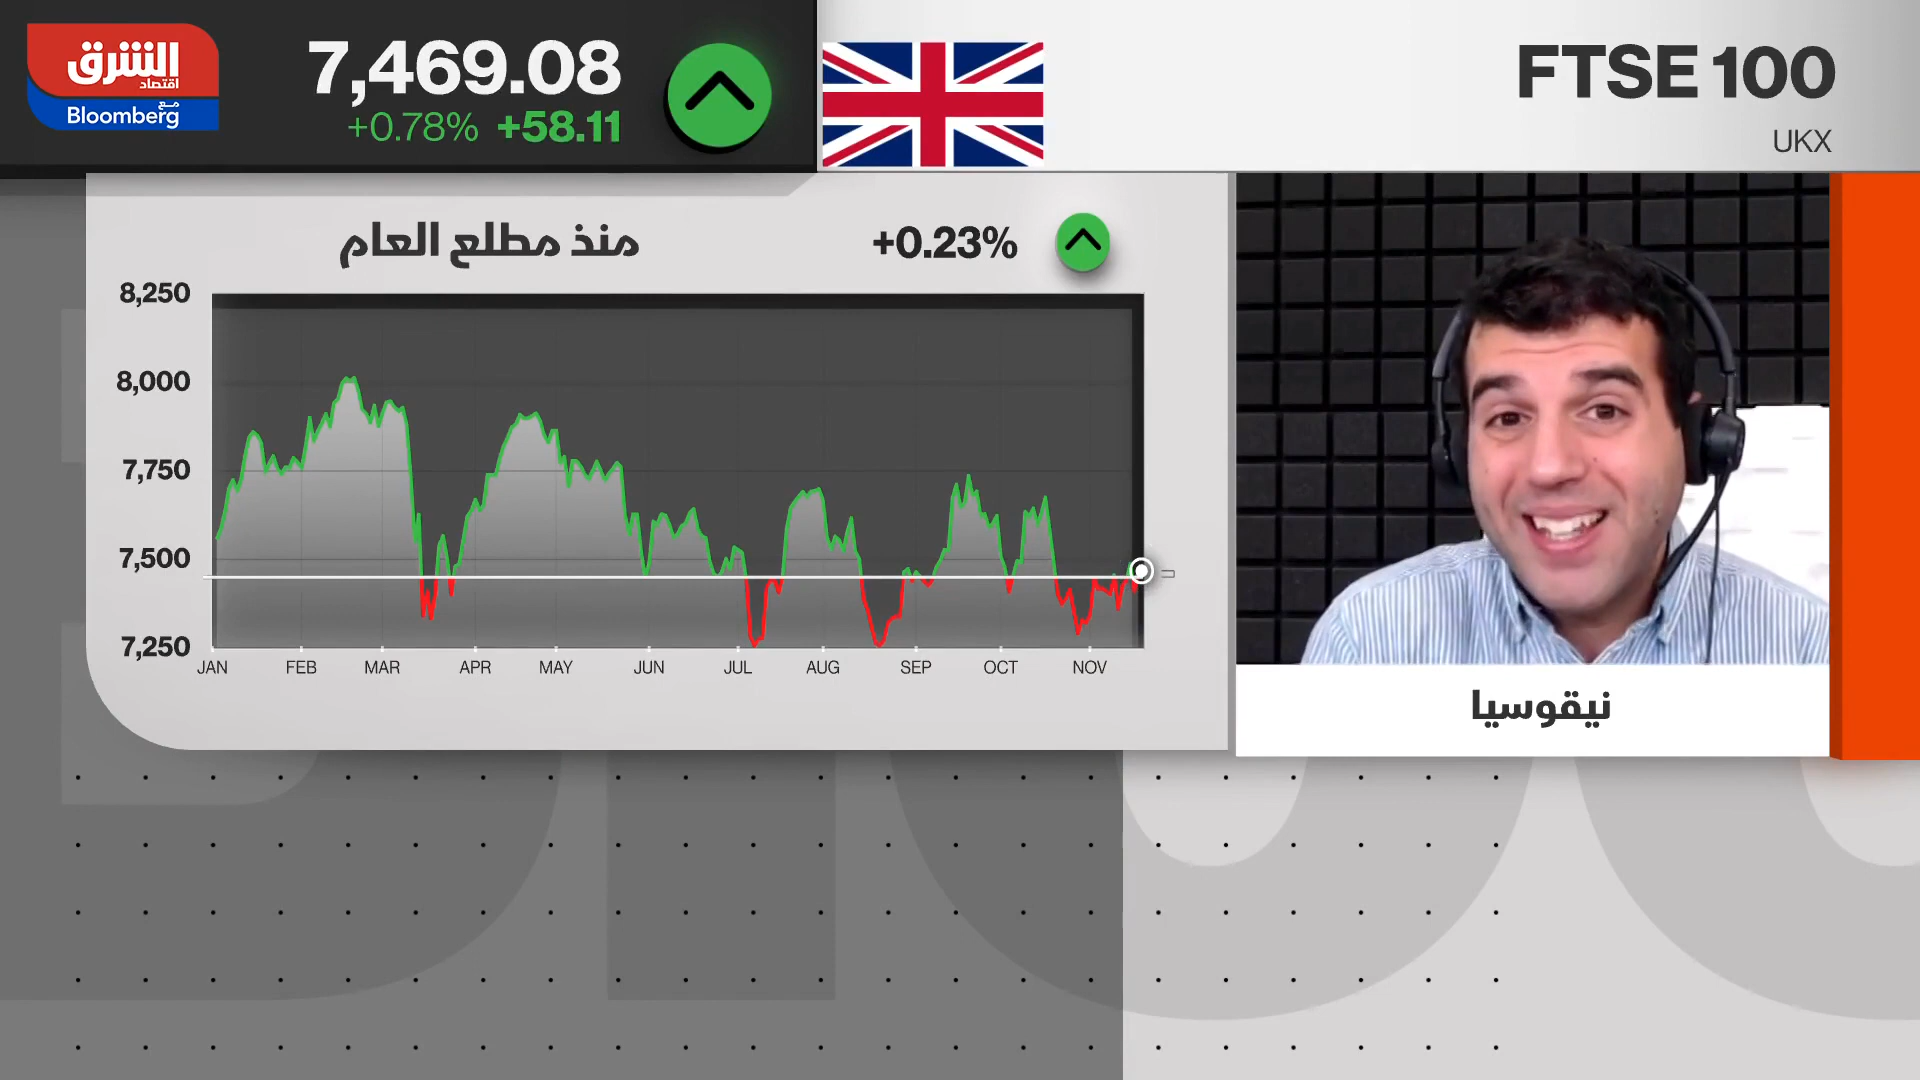 الشرق
اقتصاد
مع
Bloomberg
7,469.08
+0.78% +58.11
FTSE 100
UKX
منذ مطلع العام
+0.23%
8,250
8,000
7,750
7,500
7,250
JAN FEB MAR APR MAY JUN JUL AUG SEP OCT NOV
نيقوسيا